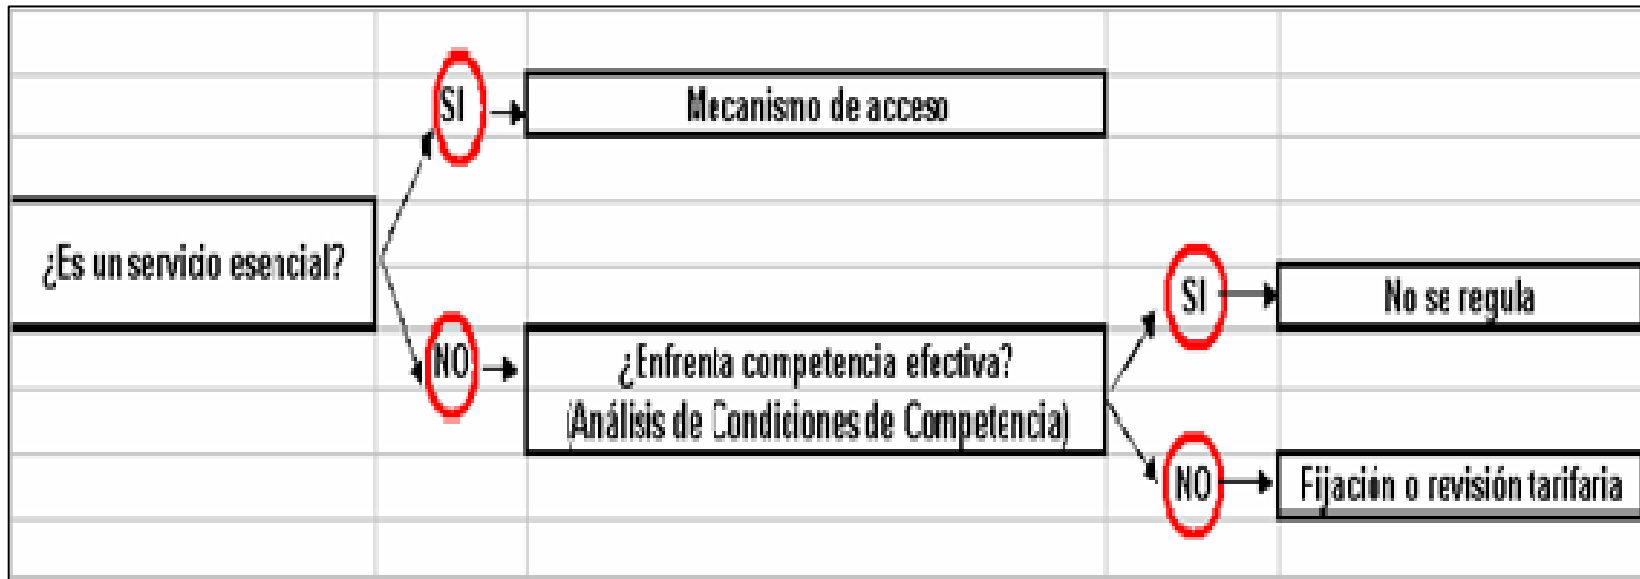 SI
Mecanismo de acceso
¿Es un servicio esencial?
NO
¿Enfrenta competencia efectiva?
(Análisis de Condiciones de Competencia)
SI
No se regula
NO
Fijación o revisión tarifaria